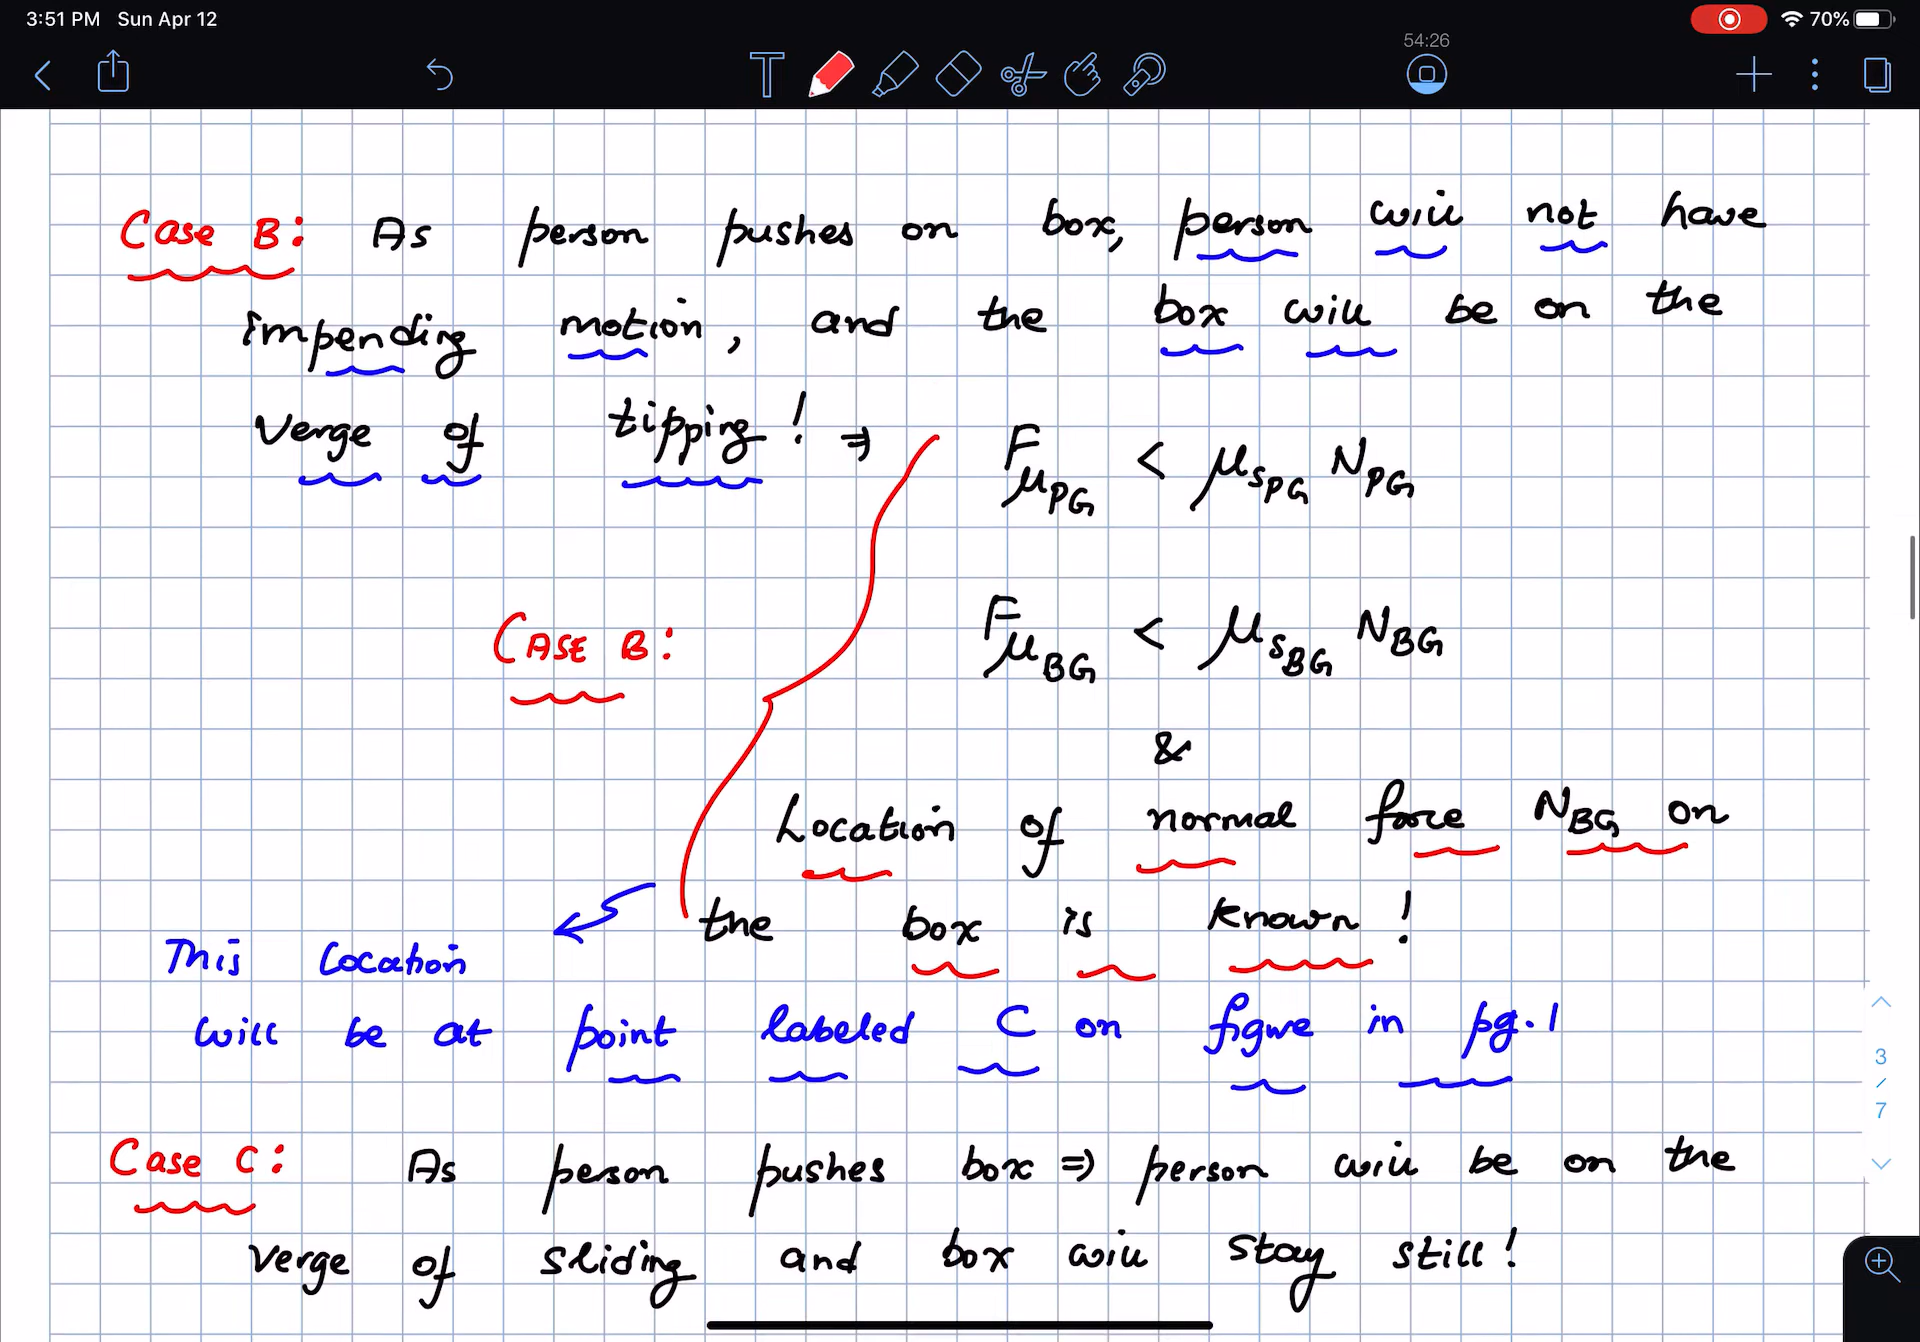 3:51 PM Sun Apr 12
70%
54:26
Case B: As person pushes on box, person will not have
impending motion, and the box will be on the
verge of tipping! ⇒ F_μPG < μ_sPG N_PG
CASE B: F_μBG < μ_sBG N_BG
&
Location of normal force N_BG on
the box is known!
This location
will be at point labeled C on figure in pg. 1
3
/
7
Case C: As person pushes box ⇒ person will be on the
verge of sliding and box will stay still!